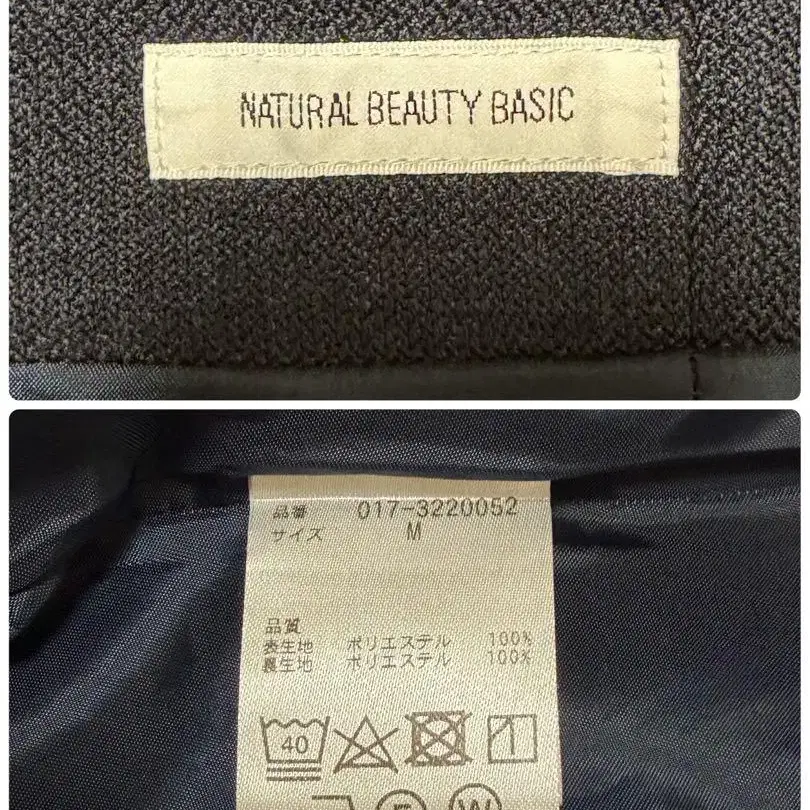 NATURAL BEAUTY BASIC
品番 017-3220052
サイズ M
品質
表生地 ポリエステル 100%
裏生地 ポリエステル 100%
40
W